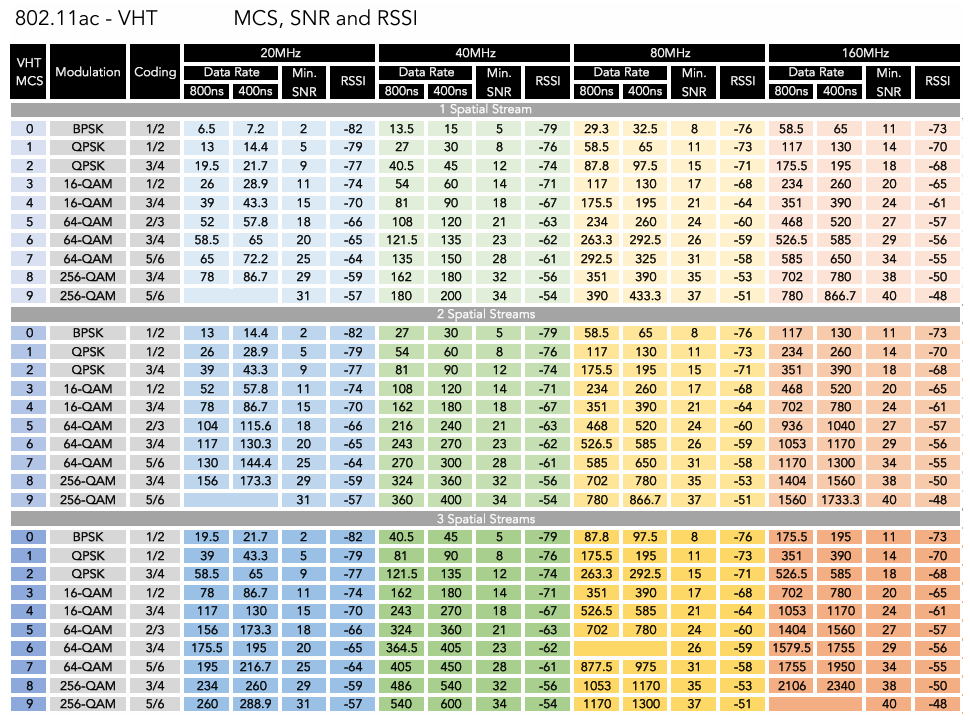 802.11ac - VHT MCS, SNR and RSSI
VHT MCS Modulation Coding 20MHz 40MHz 80MHz 160MHz
Data Rate Min. SNR RSSI Data Rate Min. SNR RSSI Data Rate Min. SNR RSSI Data Rate Min. SNR RSSI
800ns 400ns 800ns 400ns 800ns 400ns 800ns 400ns
1 Spatial Stream
0 BPSK 1/2 6.5 7.2 2 -82 13.5 15 5 -79 29.3 32.5 8 -76 58.5 65 11 -73
1 QPSK 1/2 13 14.4 5 -79 27 30 8 -76 58.5 65 11 -73 117 130 14 -70
2 QPSK 3/4 19.5 21.7 9 -77 40.5 45 12 -74 87.8 97.5 15 -71 175.5 195 18 -68
3 16-QAM 1/2 26 28.9 11 -74 54 60 14 -71 117 130 17 -68 234 260 20 -65
4 16-QAM 3/4 39 43.3 15 -70 81 90 18 -67 175.5 195 21 -64 351 390 24 -61
5 64-QAM 2/3 52 57.8 18 -66 108 120 21 -63 234 260 24 -60 468 520 27 -57
6 64-QAM 3/4 58.5 65 20 -65 121.5 135 23 -62 263.3 292.5 26 -59 526.5 585 29 -56
7 64-QAM 5/6 65 72.2 25 -64 135 150 28 -61 292.5 325 31 -58 585 650 34 -55
8 256-QAM 3/4 78 86.7 29 -59 162 180 32 -56 351 390 35 -53 702 780 38 -50
9 256-QAM 5/6 31 -57 180 200 34 -54 390 433.3 37 -51 780 866.7 40 -48
2 Spatial Streams
0 BPSK 1/2 13 14.4 2 -82 27 30 5 -79 58.5 65 8 -76 117 130 11 -73
1 QPSK 1/2 26 28.9 5 -79 54 60 8 -76 117 130 11 -73 234 260 14 -70
2 QPSK 3/4 39 43.3 9 -77 81 90 12 -74 175.5 195 15 -71 351 390 18 -68
3 16-QAM 1/2 52 57.8 11 -74 108 120 14 -71 234 260 17 -68 468 520 20 -65
4 16-QAM 3/4 78 86.7 15 -70 162 180 18 -67 351 390 21 -64 702 780 24 -61
5 64-QAM 2/3 104 115.6 18 -66 216 240 21 -63 468 520 24 -60 936 1040 27 -57
6 64-QAM 3/4 117 130.3 20 -65 243 270 23 -62 526.5 585 26 -59 1053 1170 29 -56
7 64-QAM 5/6 130 144.4 25 -64 270 300 28 -61 585 650 31 -58 1170 1300 34 -55
8 256-QAM 3/4 156 173.3 29 -59 324 360 32 -56 702 780 35 -53 1404 1560 38 -50
9 256-QAM 5/6 31 -57 360 400 34 -54 780 866.7 37 -51 1560 1733.3 40 -48
3 Spatial Streams
0 BPSK 1/2 19.5 21.7 2 -82 40.5 45 5 -79 87.8 97.5 8 -76 175.5 195 11 -73
1 QPSK 1/2 39 43.3 5 -79 81 90 8 -76 175.5 195 11 -73 351 390 14 -70
2 QPSK 3/4 58.5 65 9 -77 121.5 135 12 -74 263.3 292.5 15 -71 526.5 585 18 -68
3 16-QAM 1/2 78 86.7 11 -74 162 180 14 -71 351 390 17 -68 702 780 20 -65
4 16-QAM 3/4 117 130 15 -70 243 270 18 -67 526.5 585 21 -64 1053 1170 24 -61
5 64-QAM 2/3 156 173.3 18 -66 324 360 21 -63 702 780 24 -60 1404 1560 27 -57
6 64-QAM 3/4 175.5 195 20 -65 364.5 405 23 -62 26 -59 1579.5 1755 29 -56
7 64-QAM 5/6 195 216.7 25 -64 405 450 28 -61 877.5 975 31 -58 1755 1950 34 -55
8 256-QAM 3/4 234 260 29 -59 486 540 32 -56 1053 1170 35 -53 2106 2340 38 -50
9 256-QAM 5/6 260 288.9 31 -57 540 600 34 -54 1170 1300 37 -51 40 -48